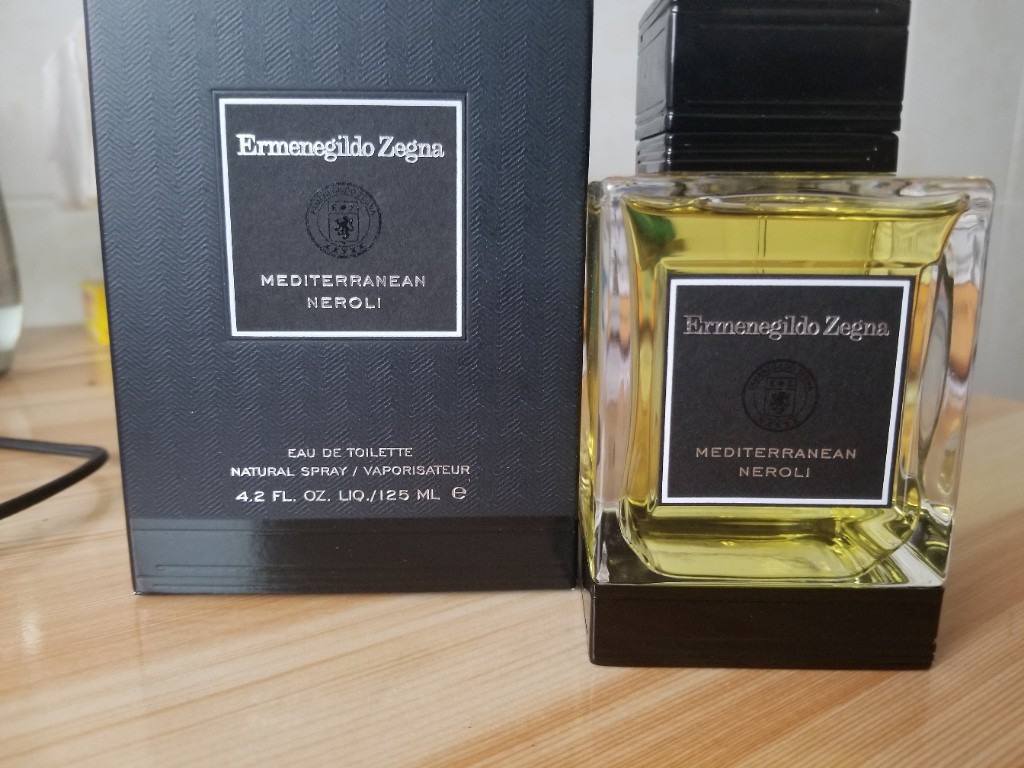 Ermenegildo Zegna
MEDITERRANEAN
NEROLI
EAU DE TOILETTE
NATURAL SPRAY / VAPORISATEUR
4.2 FL. OZ. LIQ./125 ML ℮
Ermenegildo Zegna
MEDITERRANEAN
NEROLI